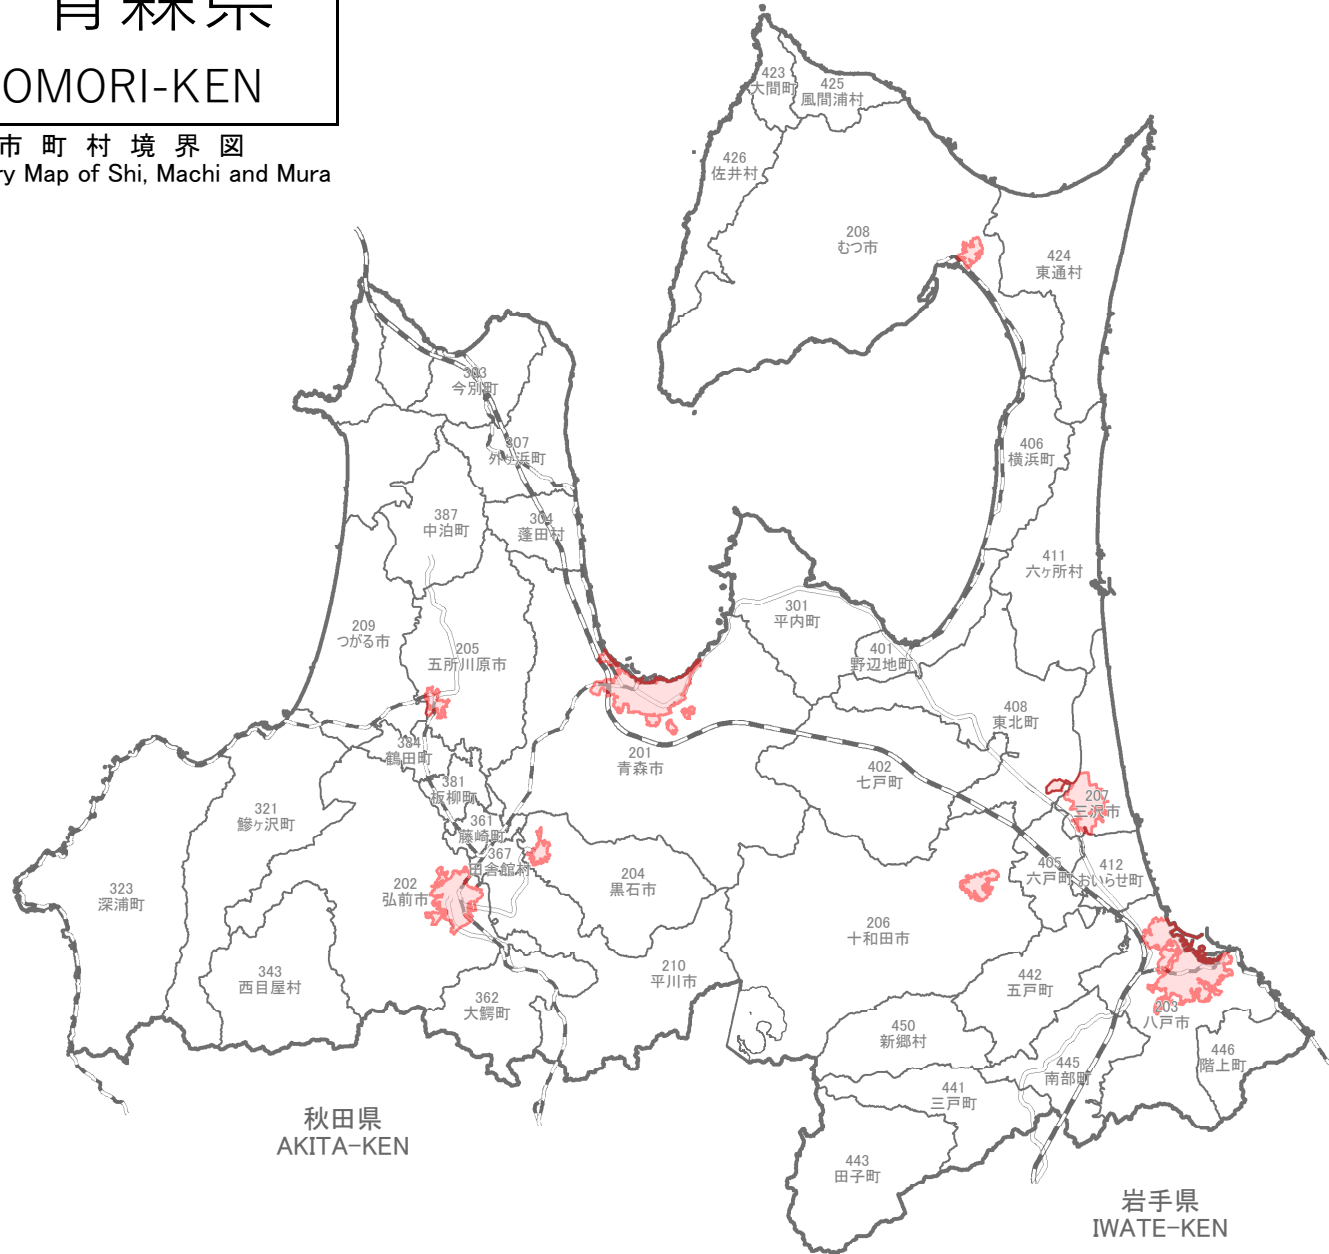 青森県
OMORI-KEN
市町村境界図
ry Map of Shi, Machi and Mura
423
大間町
425
風間浦村
426
佐井村
208
むつ市
424
東通村
303
今別町
307
外ヶ浜町
406
横浜町
387
中泊町
304
蓬田村
411
六ヶ所村
209
つがる市
205
五所川原市
301
平内町
401
野辺地町
408
東北町
384
鶴田町
201
青森市
402
七戸町
381
板柳町
207
三沢市
321
鰺ヶ沢町
361
藤崎町
367
田舎館村
323
深浦町
202
弘前市
204
黒石市
405
六戸町
412
おいらせ町
206
十和田市
343
西目屋村
210
平川市
442
五戸町
362
大鰐町
203
八戸市
450
新郷村
446
階上町
445
南部町
441
三戸町
443
田子町
秋田県
AKITA-KEN
岩手県
IWATE-KEN